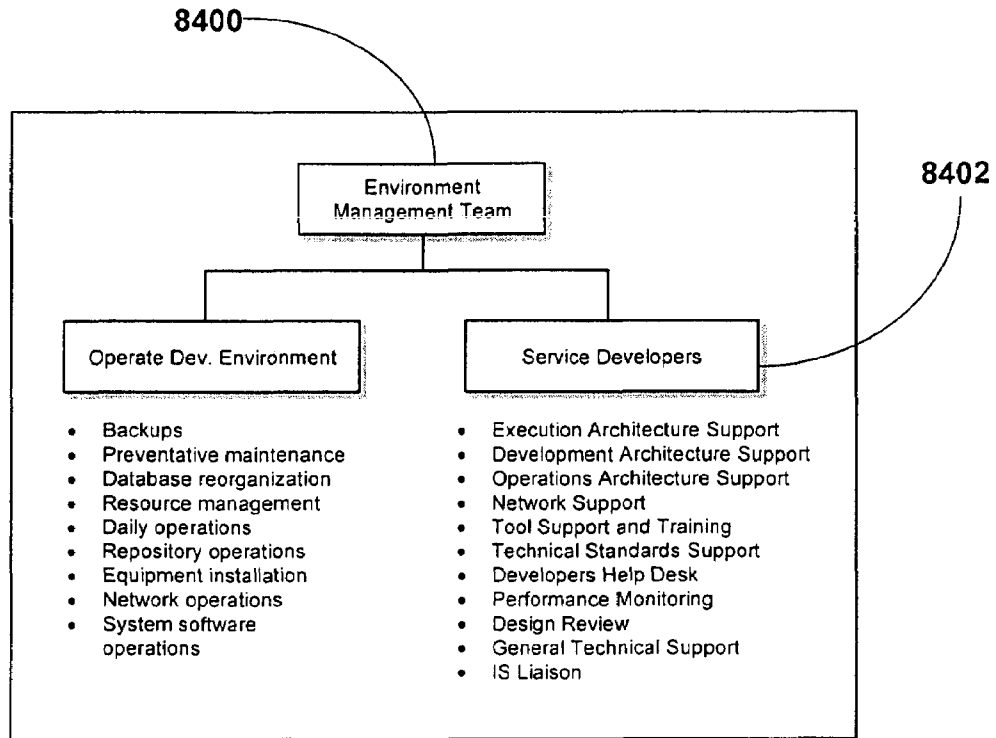 8400
8402
Environment
Management Team
Operate Dev. Environment
Service Developers
• Backups
• Preventative maintenance
• Database reorganization
• Resource management
• Daily operations
• Repository operations
• Equipment installation
• Network operations
• System software
operations
• Execution Architecture Support
• Development Architecture Support
• Operations Architecture Support
• Network Support
• Tool Support and Training
• Technical Standards Support
• Developers Help Desk
• Performance Monitoring
• Design Review
• General Technical Support
• IS Liaison